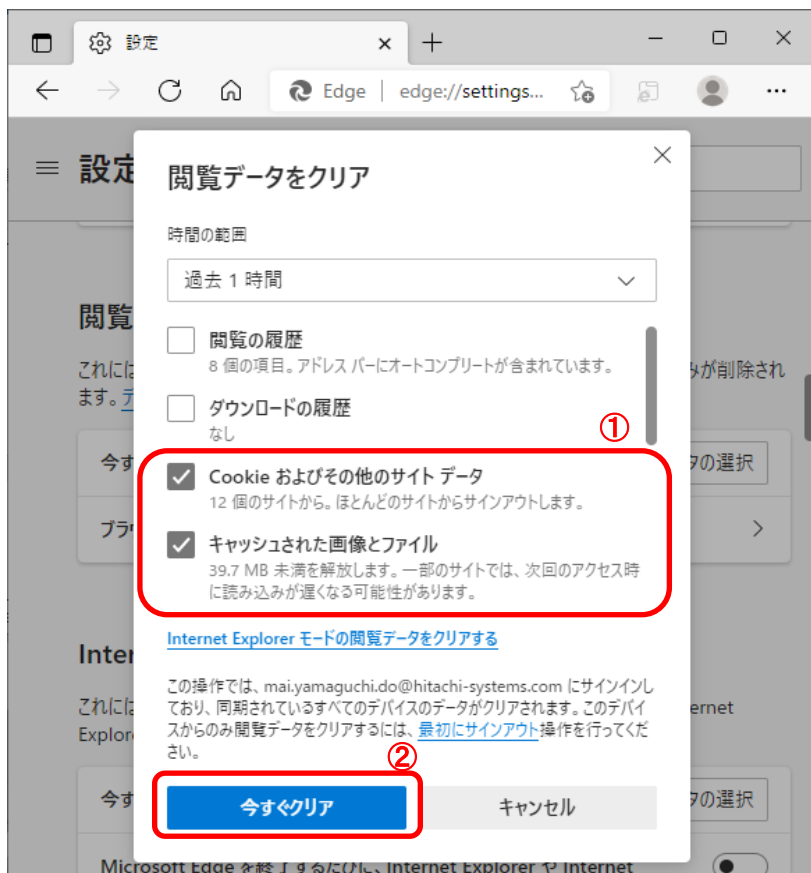 設定
Edge | edge://settings...
設定
閲覧データをクリア
時間の範囲
過去 1 時間
閲覧の履歴
8 個の項目。アドレス バーにオートコンプリートが含まれています。
ダウンロードの履歴
なし
①
Cookie およびその他のサイト データ
12 個のサイトから。ほとんどのサイトからサインアウトします。
キャッシュされた画像とファイル
39.7 MB 未満を解放します。一部のサイトでは、次回のアクセス時
に読み込みが遅くなる可能性があります。
Internet Explorer モードの閲覧データをクリアする
この操作では、mai.yamaguchi.do@hitachi-systems.com にサインインし
ており、同期されているすべてのデバイスのデータがクリアされます。このデバイ
スからのみ閲覧データをクリアするには、最初にサインアウト操作を行ってくだ
さい。
②
今すぐクリア
キャンセル
閲覧
これには
みが削除され
ます。デ
今す
タの選択
ブラ
Inter
これには
ernet
Explor
今す
タの選択
Microsoft Edge を終了するたびに、Internet Explorer や Internet